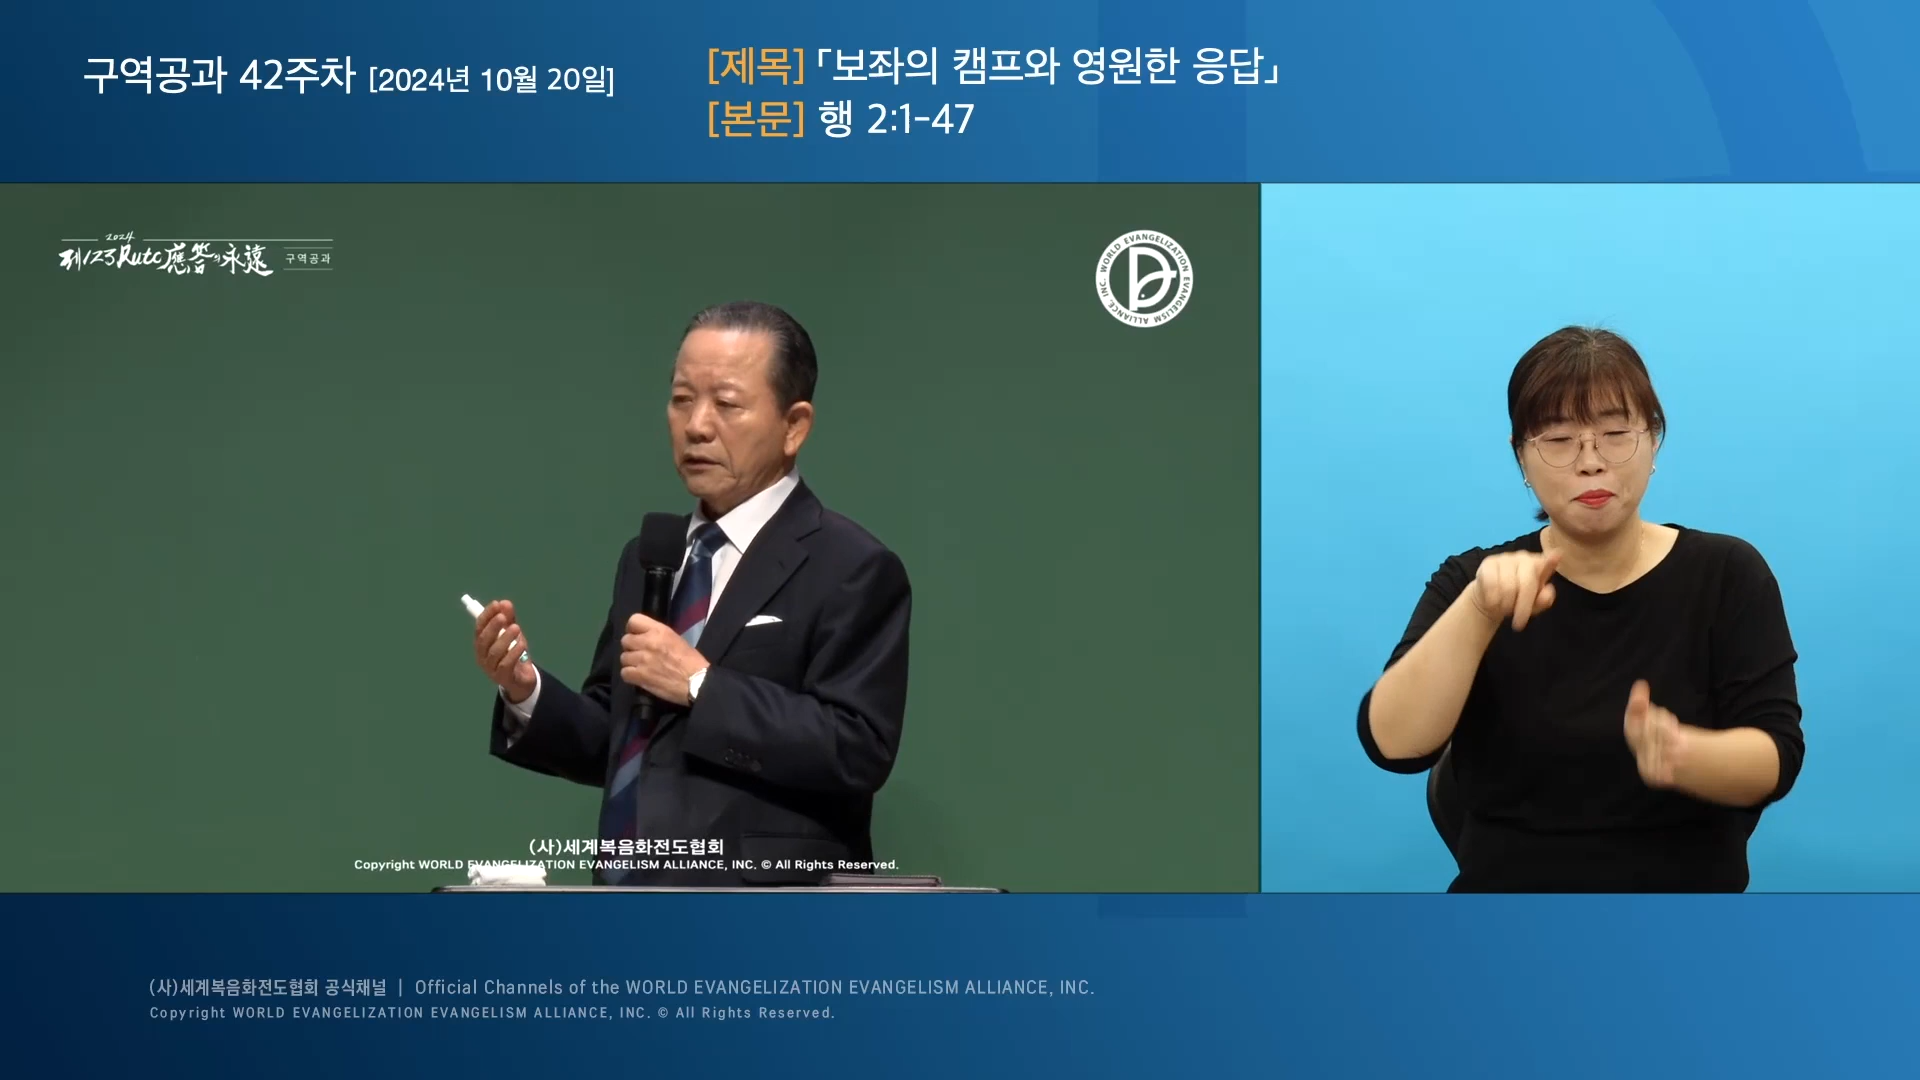 구역공과 42주차 [2024년 10월 20일]
[제목] 「보좌의 캠프와 영원한 응답」
[본문] 행 2:1-47
2024
제123 Rutc 應答의 永遠 구역공과
WORLD EVANGELIZATION EVANGELISM ALLIANCE, INC.
(사)세계복음화전도협회
Copyright WORLD EVANGELIZATION EVANGELISM ALLIANCE, INC. © All Rights Reserved.
(사)세계복음화전도협회 공식채널 | Official Channels of the WORLD EVANGELIZATION EVANGELISM ALLIANCE, INC.
Copyright WORLD EVANGELIZATION EVANGELISM ALLIANCE, INC. © All Rights Reserved.